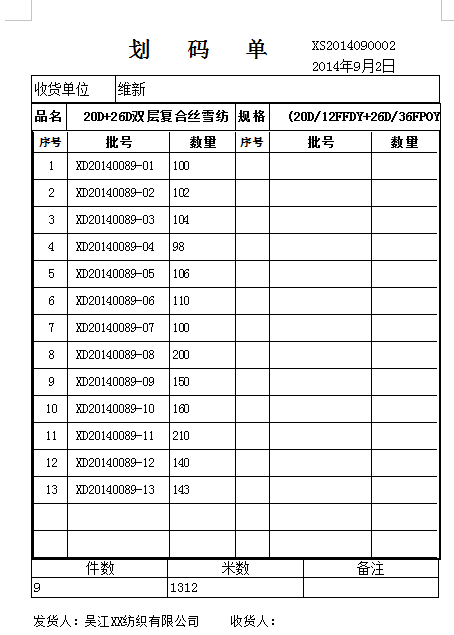 划 码 单
XS2014090002
2014年9月2日
收货单位 维新
品名 20D+26D双层复合丝雪纺 规格 (20D/12FFDY+26D/36FPOY
序号 批号 数量 序号 批号 数量
1 XD20140089-01 100
2 XD20140089-02 102
3 XD20140089-03 104
4 XD20140089-04 98
5 XD20140089-05 106
6 XD20140089-06 110
7 XD20140089-07 100
8 XD20140089-08 200
9 XD20140089-09 150
10 XD20140089-10 160
11 XD20140089-11 210
12 XD20140089-12 140
13 XD20140089-13 143
件数 米数 备注
9 1312
发货人：吴江XX纺织有限公司 收货人：